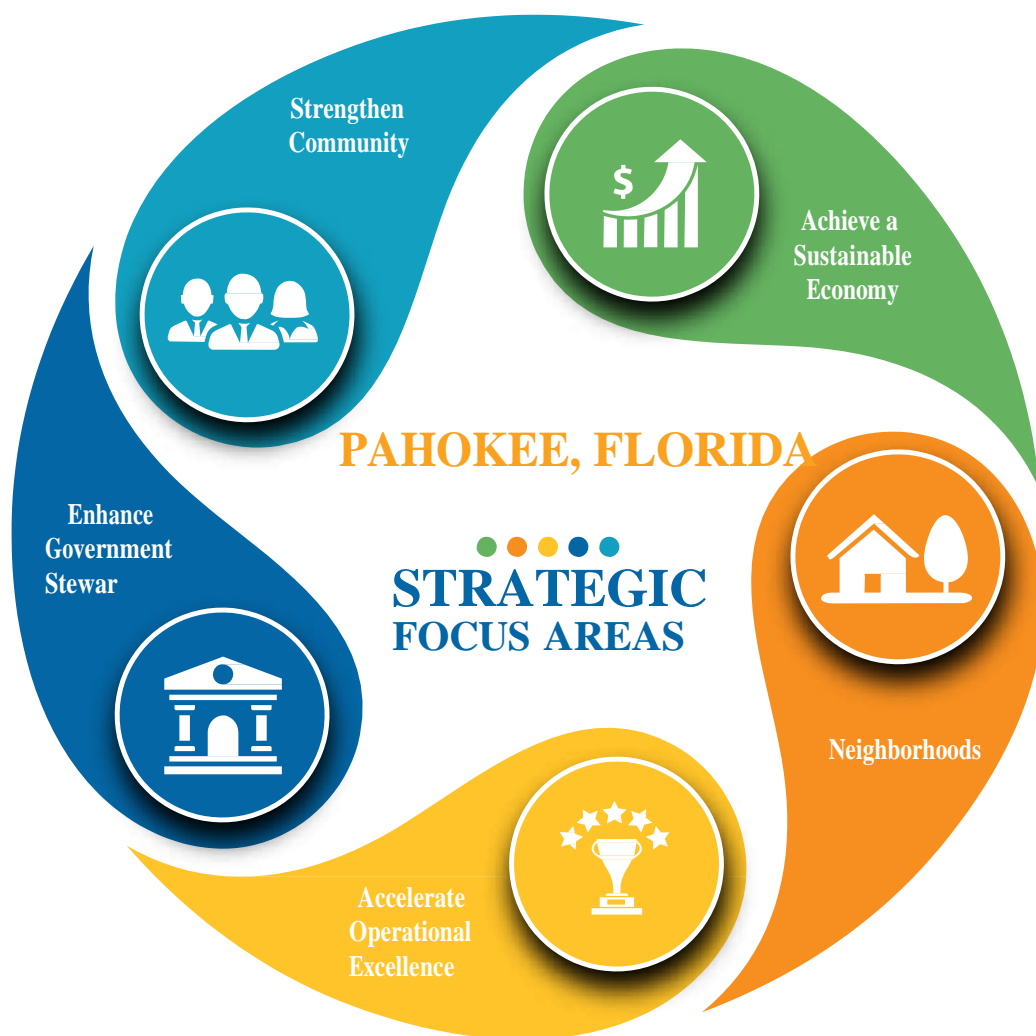 Strengthen
Community
$
Achieve a
Sustainable
Economy
PAHOKEE, FLORIDA
Enhance
Government
Stewar
STRATEGIC
FOCUS AREAS
Neighborhoods
Accelerate
Operational
Excellence